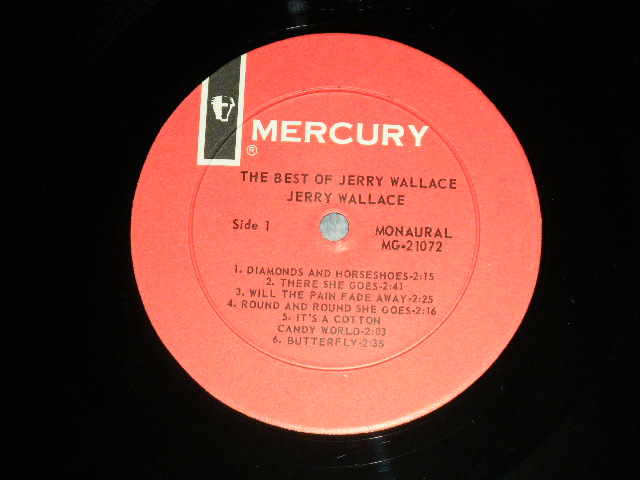 MERCURY
®
THE BEST OF JERRY WALLACE
JERRY WALLACE
Side 1
MONAURAL
MG-21072
1. DIAMONDS AND HORSESHOES-2:15
2. THERE SHE GOES-2:41
3. WILL THE PAIN FADE AWAY-2:25
4. ROUND AND ROUND SHE GOES-2:16
5. IT'S A COTTON
CANDY WORLD-2:03
6. BUTTERFLY-2:35